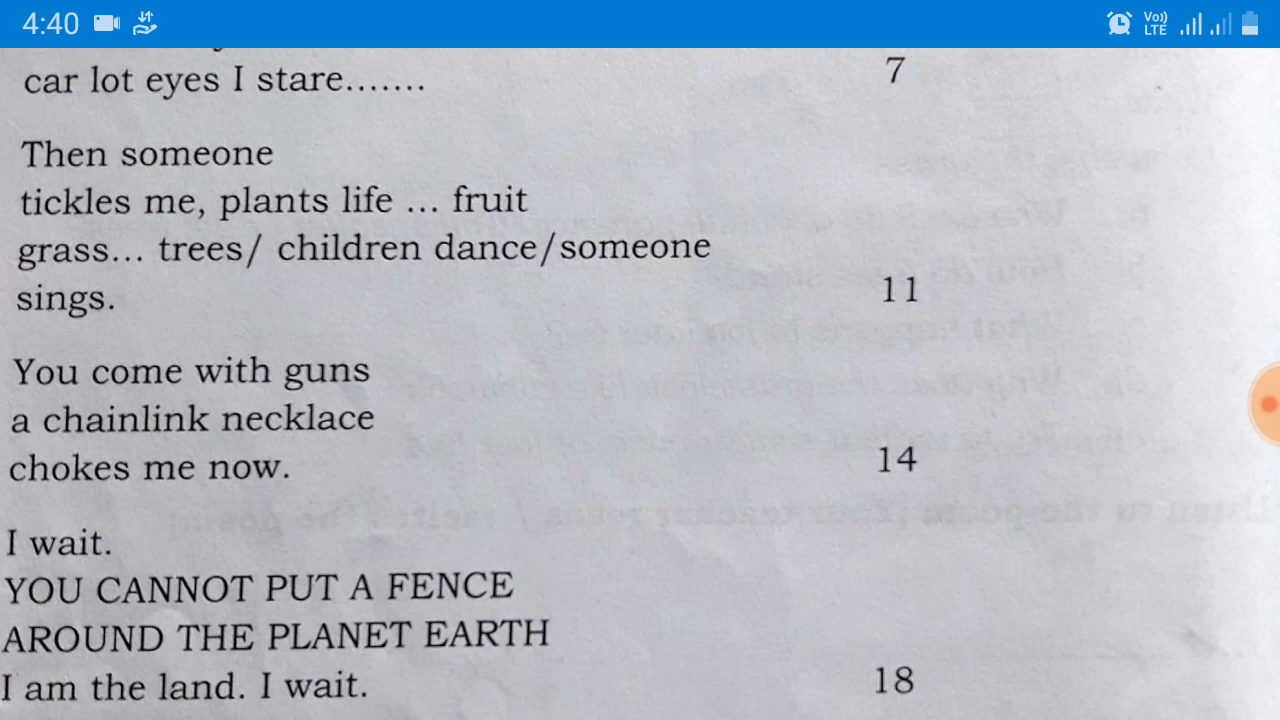 4:40
Vo))
LTE
car lot eyes I stare....... 7
Then someone
tickles me, plants life ... fruit
grass... trees/ children dance/someone
sings. 11
You come with guns
a chainlink necklace
chokes me now. 14
I wait.
YOU CANNOT PUT A FENCE
AROUND THE PLANET EARTH
I am the land. I wait. 18